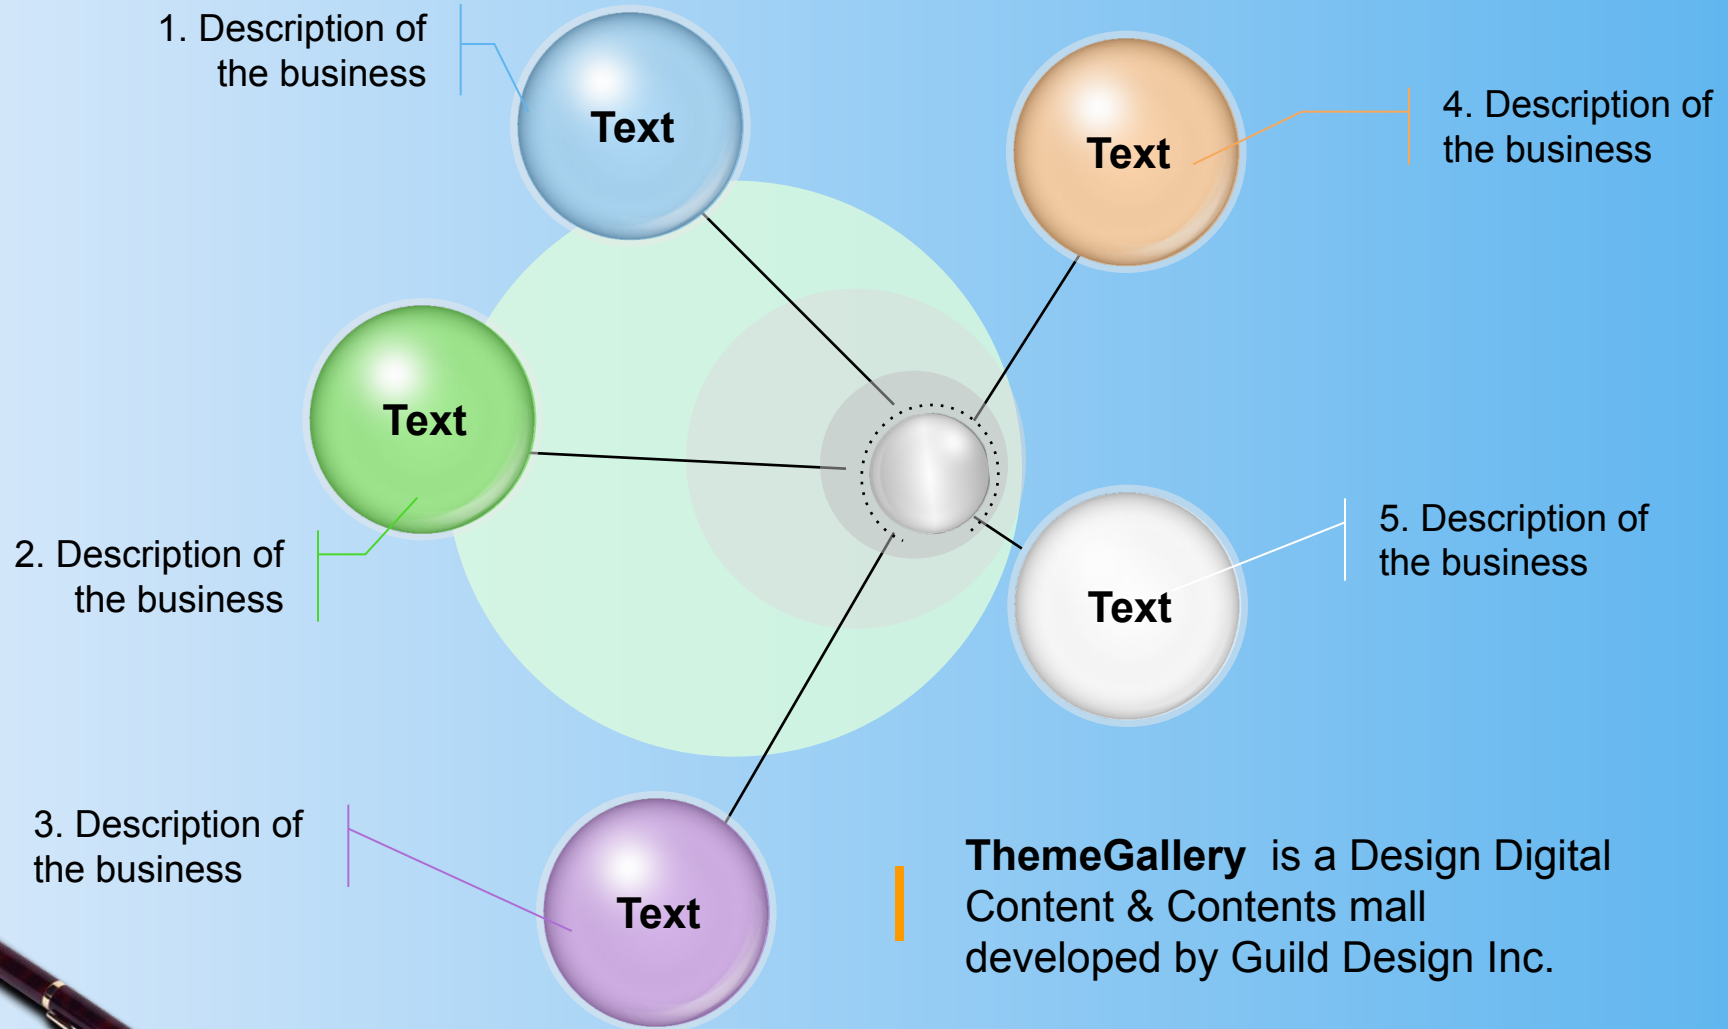 1. Description of
the business
Text
Text
4. Description of
the business
Text
2. Description of
the business
5. Description of
the business
Text
3. Description of
the business
Text
ThemeGallery is a Design Digital
Content & Contents mall
developed by Guild Design Inc.